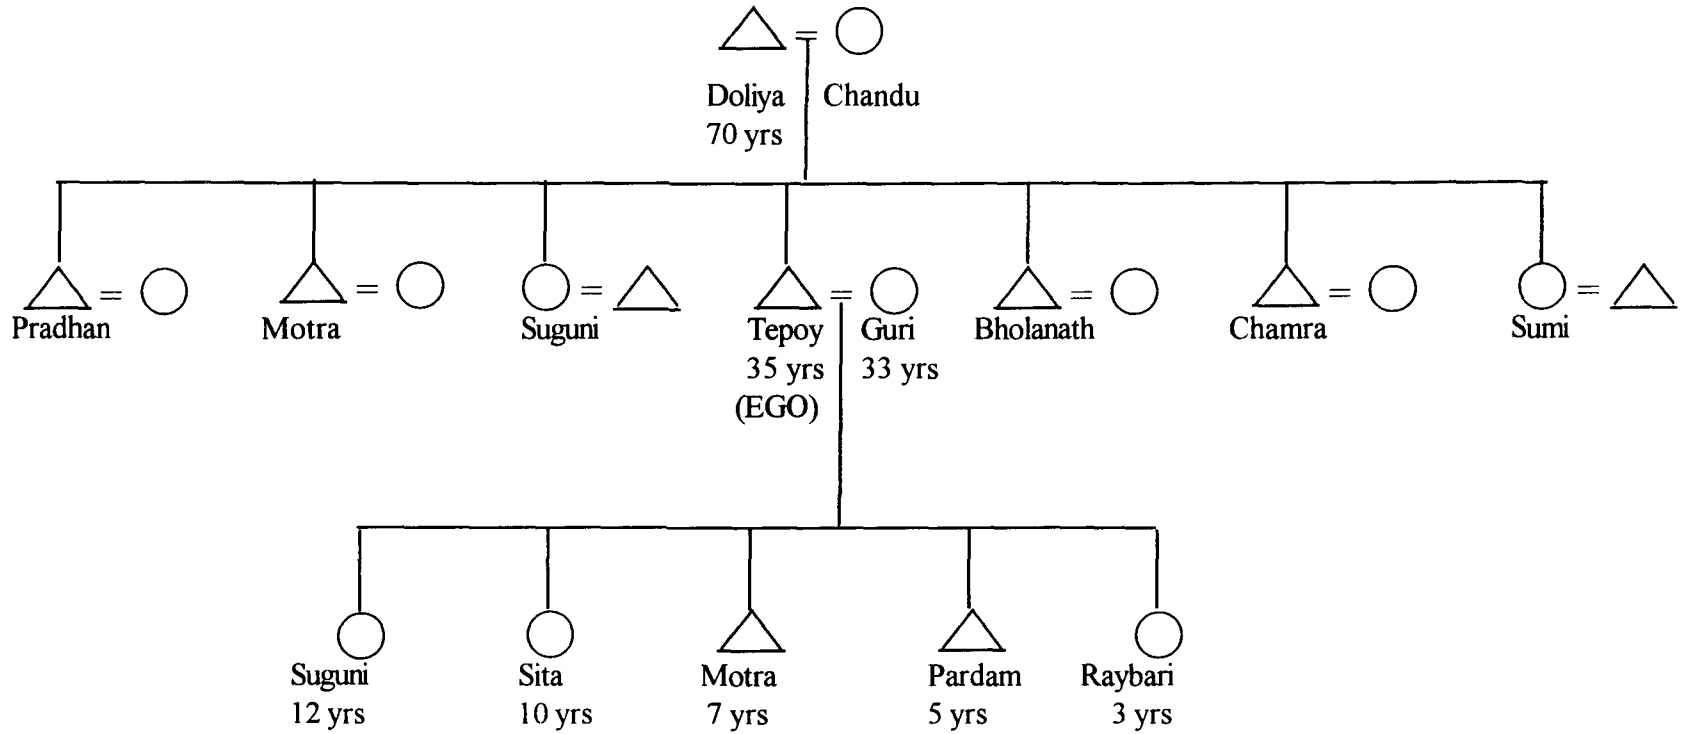 Doliya Chandu
70 yrs
Pradhan Motra Suguni Tepoy Guri Bholanath Chamra Sumi
35 yrs 33 yrs
(EGO)
Suguni Sita Motra Pardam Raybari
12 yrs 10 yrs 7 yrs 5 yrs 3 yrs